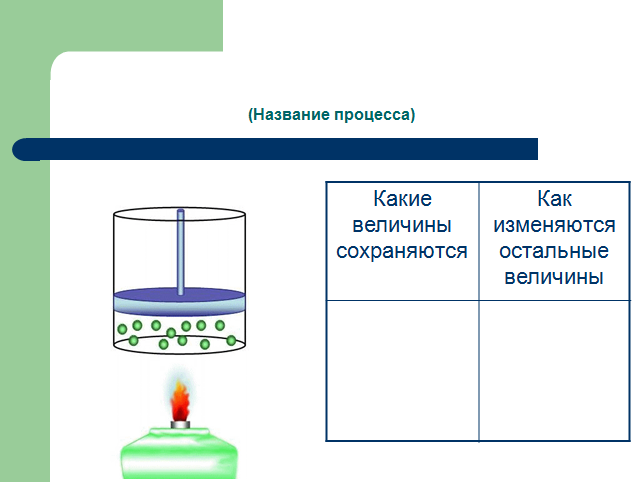 (Название процесса)
Какие
величины
сохраняются
Как
изменяются
остальные
величины